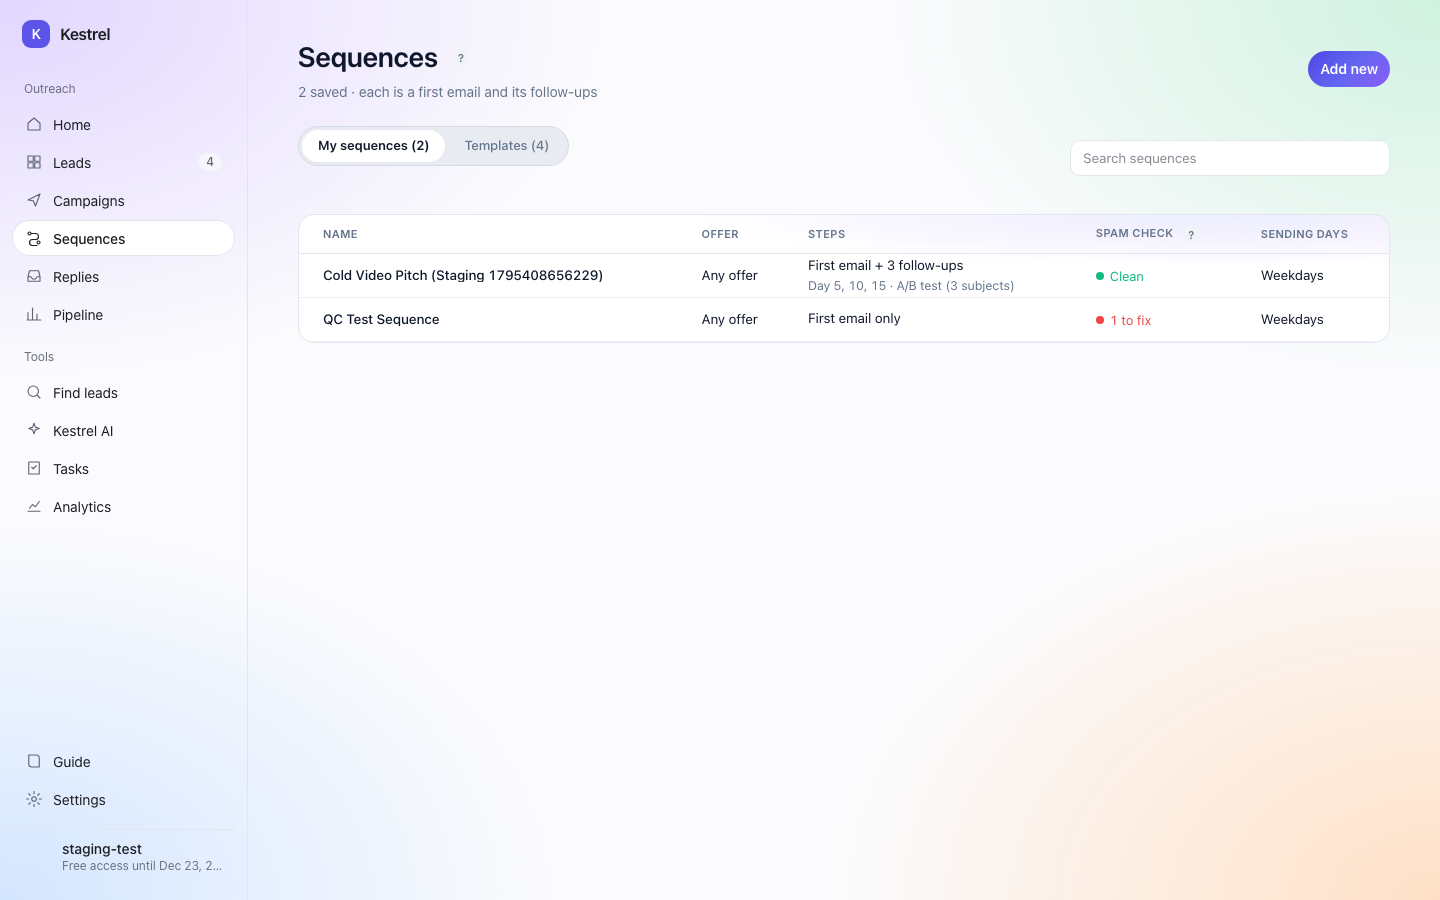 K Kestrel
Outreach
Home
Leads 4
Campaigns
Sequences
Replies
Pipeline
Tools
Find leads
Kestrel AI
Tasks
Analytics
Guide
Settings
staging-test
Free access until Dec 23, 2...
Sequences ?
2 saved · each is a first email and its follow-ups
Add new
My sequences (2) Templates (4)
Search sequences
NAME OFFER STEPS SPAM CHECK ? SENDING DAYS
Cold Video Pitch (Staging 1795408656229) Any offer First email + 3 follow-ups Clean Weekdays
Day 5, 10, 15 · A/B test (3 subjects)
QC Test Sequence Any offer First email only 1 to fix Weekdays